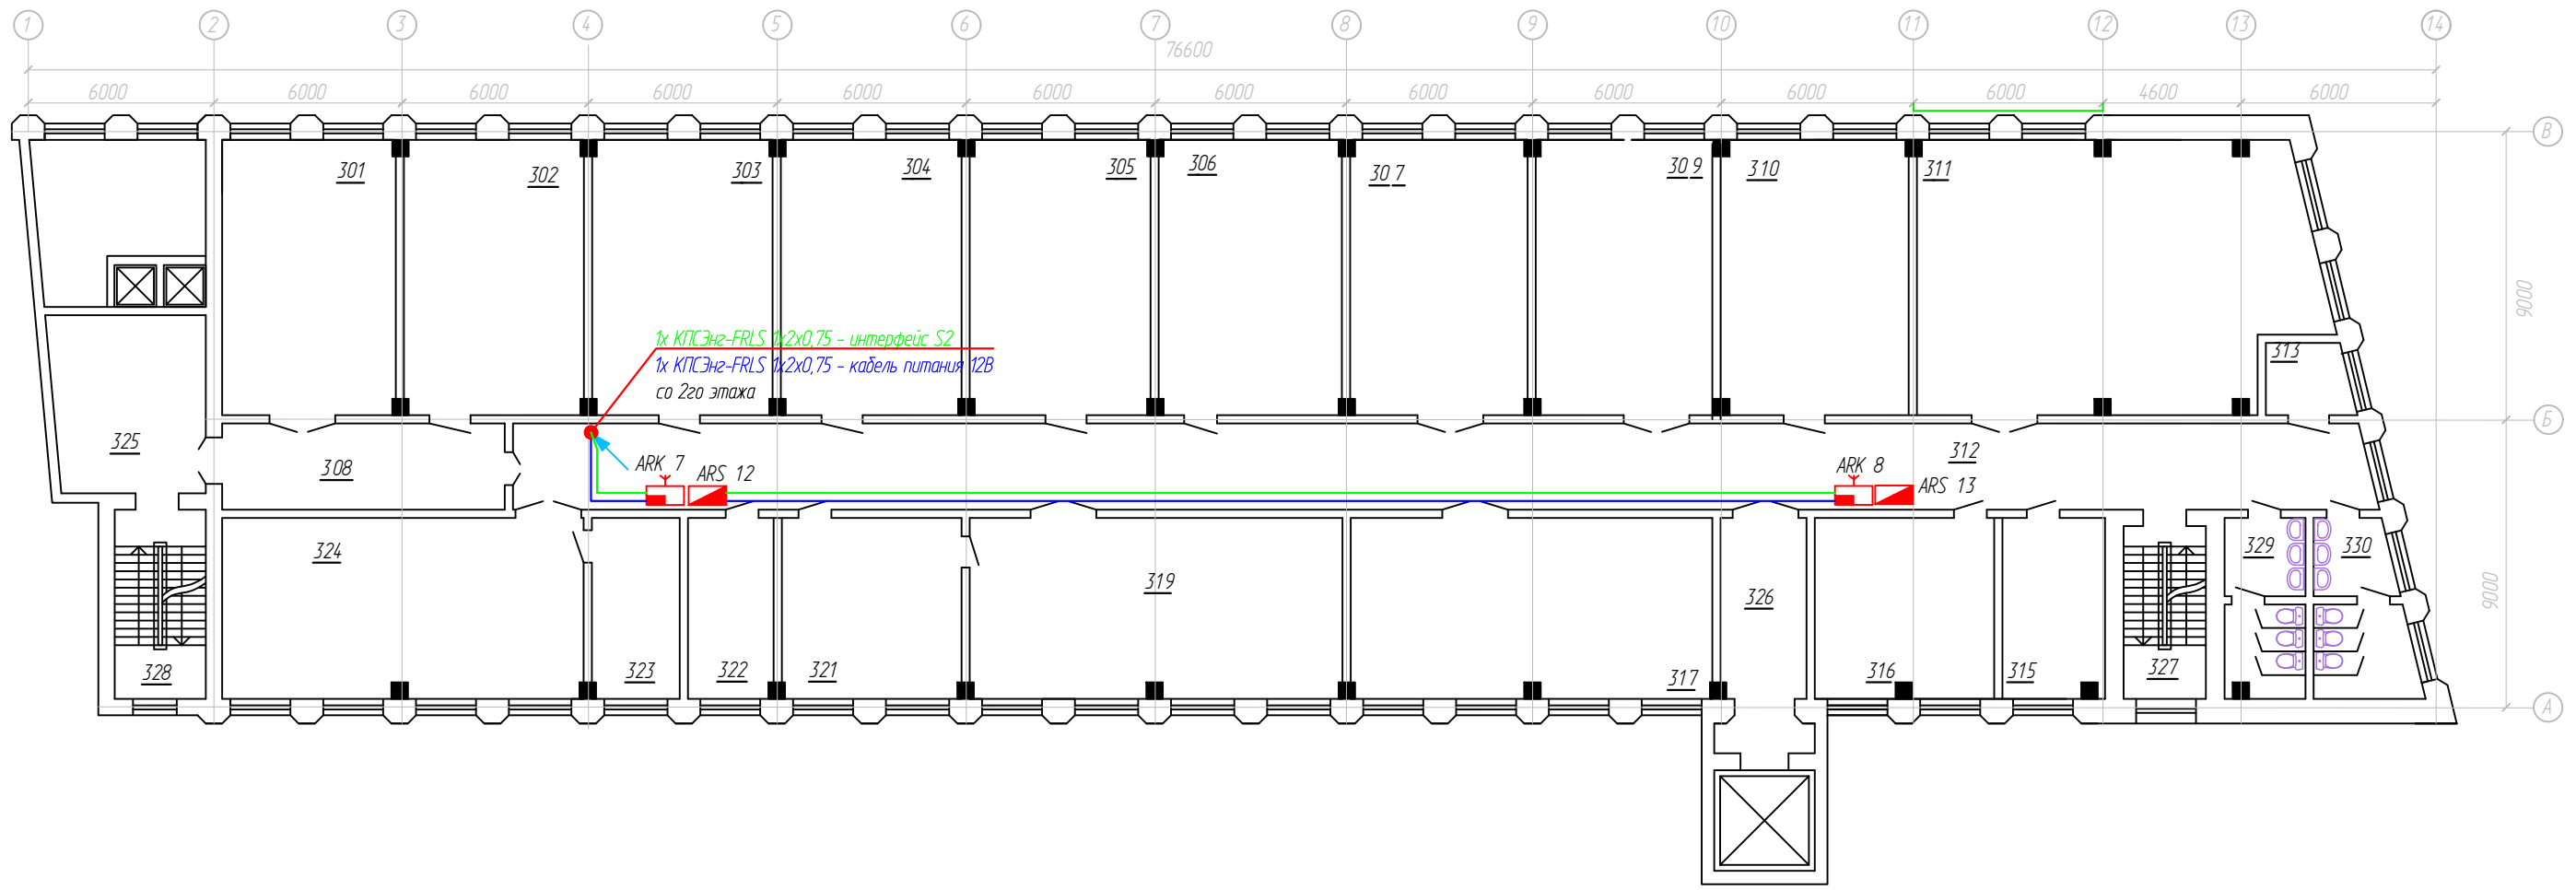 1 2 3 4 5 6 7 8 9 10 11 12 13 14
76600
6000 6000 6000 6000 6000 6000 6000 6000 6000 6000 6000 4600 6000
В
301 302 303 304 305 306 307 309 310 311
9000
313
1х КПСЭнг-FRLS 1х2х0,75 - интерфейс S2
1х КПСЭнг-FRLS 1х2х0,75 - кабель питания 12В
со 2го этажа
Б
325 308 312
ARK 7 ARS 12 ARK 8 ARS 13
324 319 326 329 330
9000
328 323 322 321 317 316 315 327
А